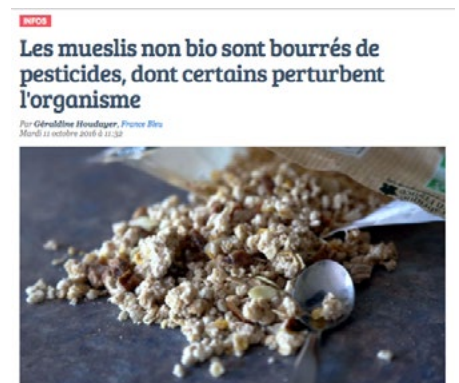 INFOS
Les mueslis non bio sont bourrés de
pesticides, dont certains perturbent
l'organisme
Par Géraldine Houdayer, France Bleu
Mardi 11 octobre 2016 à 11:32